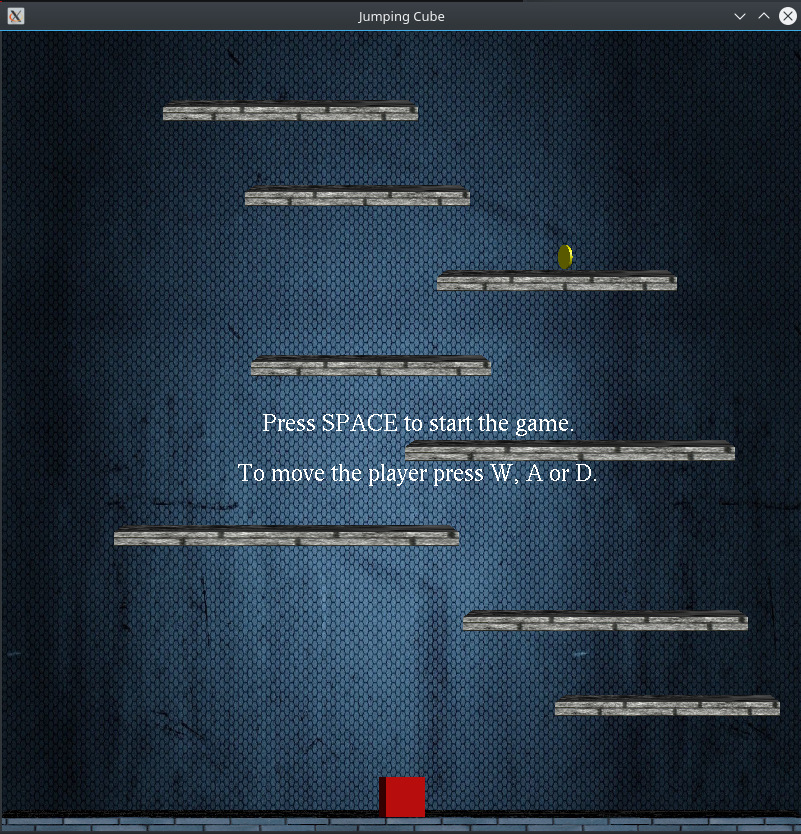 Jumping Cube
Press SPACE to start the game.
To move the player press W, A or D.